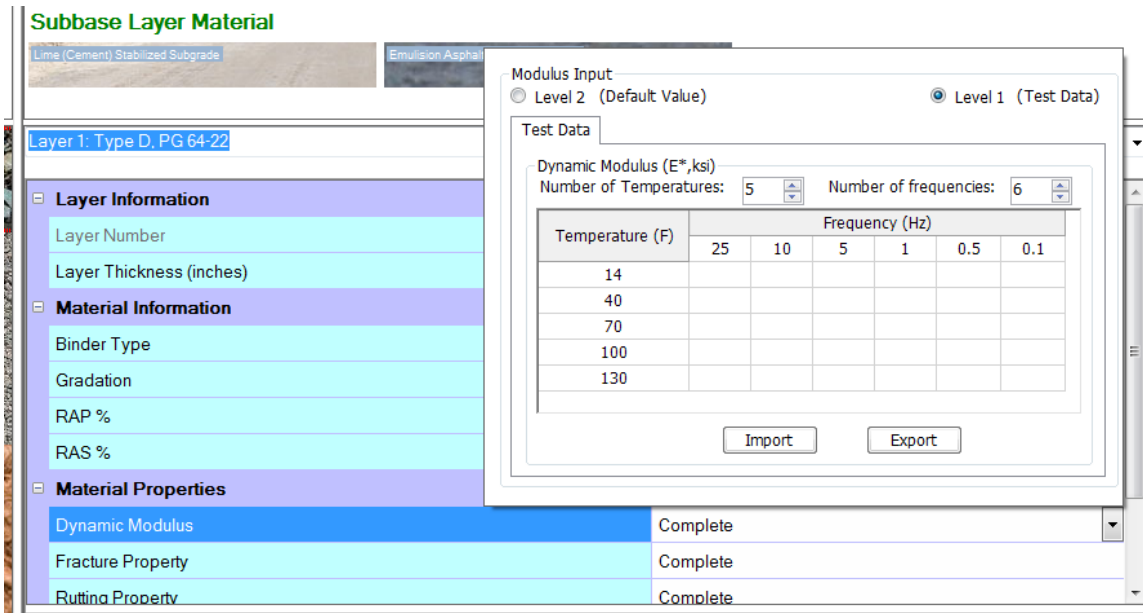 Subbase Layer Material
Lime (Cement) Stabilized Subgrade
Emulision Asphalt
Modulus Input
Level 2 (Default Value) Level 1 (Test Data)
Test Data
Layer 1: Type D, PG 64-22
Dynamic Modulus (E*,ksi)
Number of Temperatures: 5 Number of frequencies: 6
Temperature (F) Frequency (Hz)
25 10 5 1 0.5 0.1
14
40
70
100
130
Import Export
Layer Information
Layer Number
Layer Thickness (inches)
Material Information
Binder Type
Gradation
RAP %
RAS %
Material Properties
Dynamic Modulus Complete
Fracture Property Complete
Rutting Property Complete